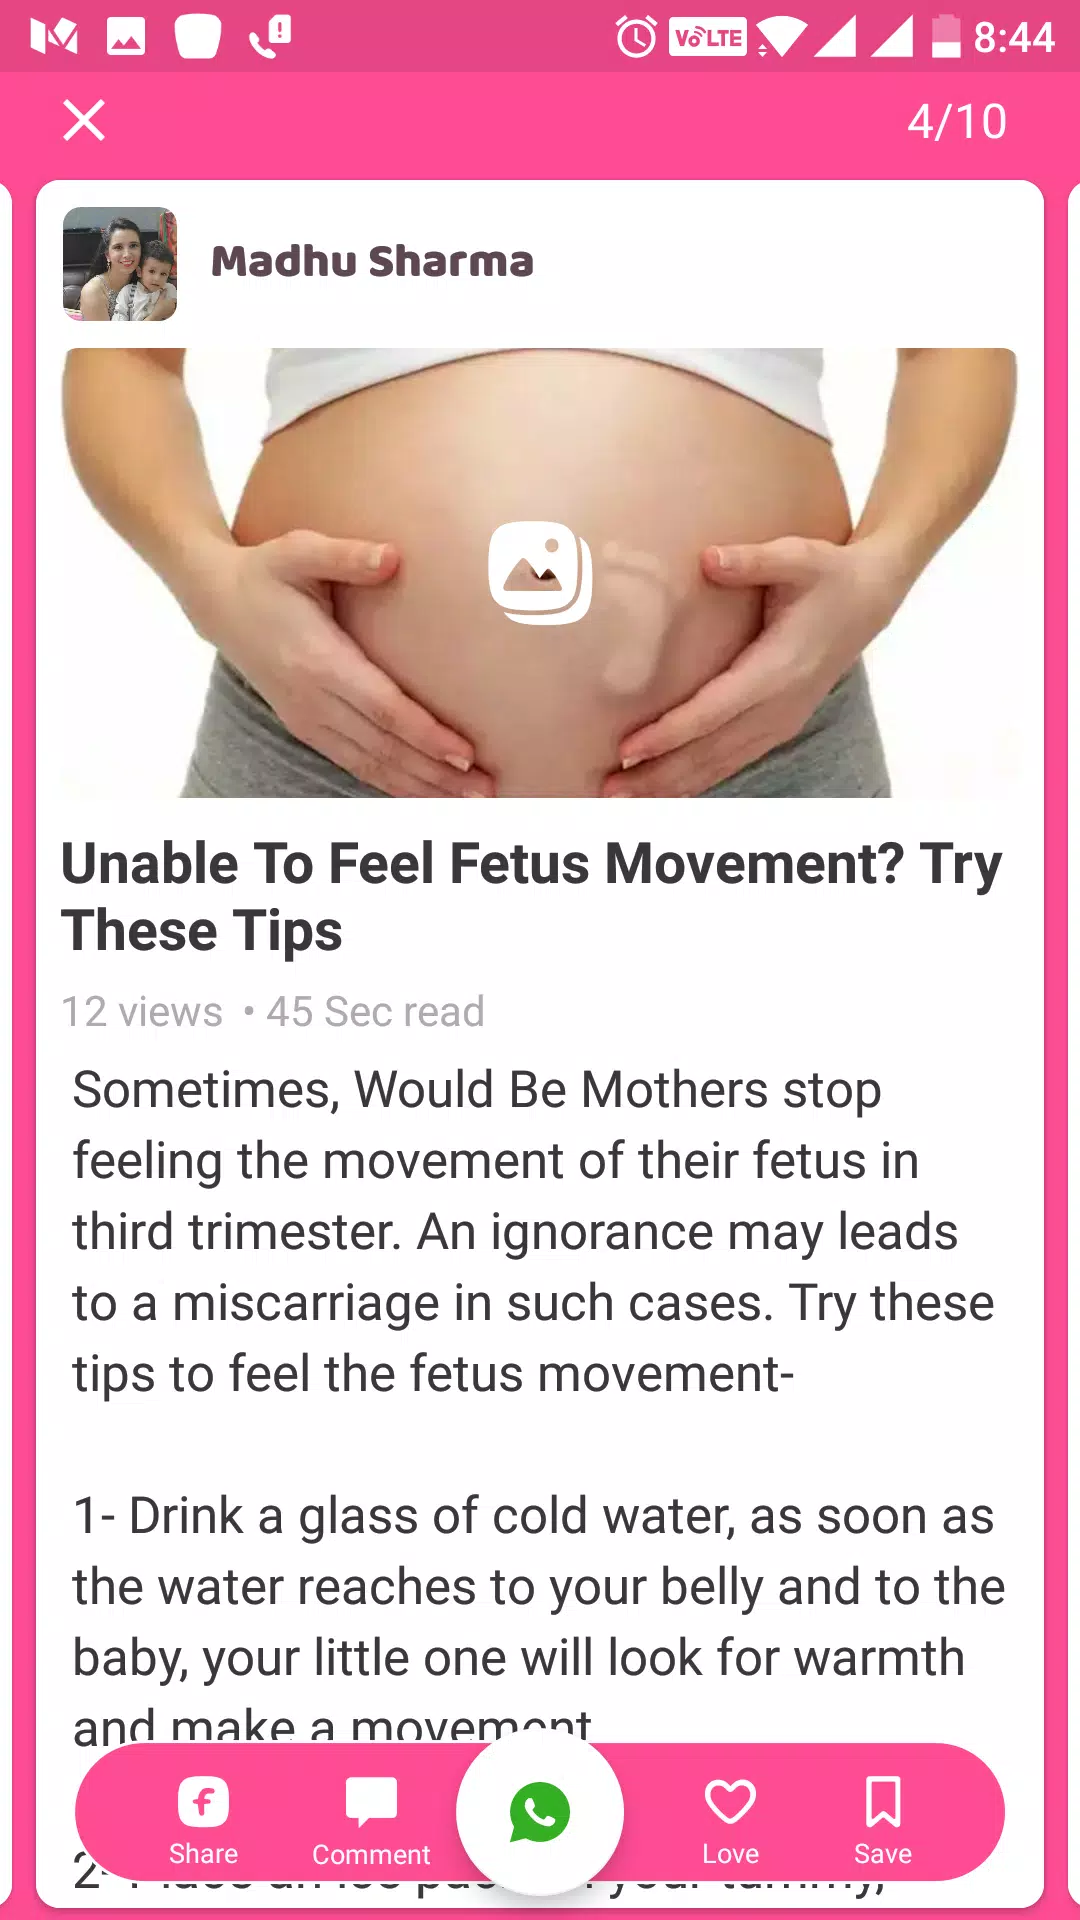 VoLTE 8:44
4/10
Madhu Sharma
Unable To Feel Fetus Movement? Try
These Tips
12 views • 45 Sec read
Sometimes, Would Be Mothers stop
feeling the movement of their fetus in
third trimester. An ignorance may leads
to a miscarriage in such cases. Try these
tips to feel the fetus movement-
1- Drink a glass of cold water, as soon as
the water reaches to your belly and to the
baby, your little one will look for warmth
and make a movement
Share Comment Love Save
2-